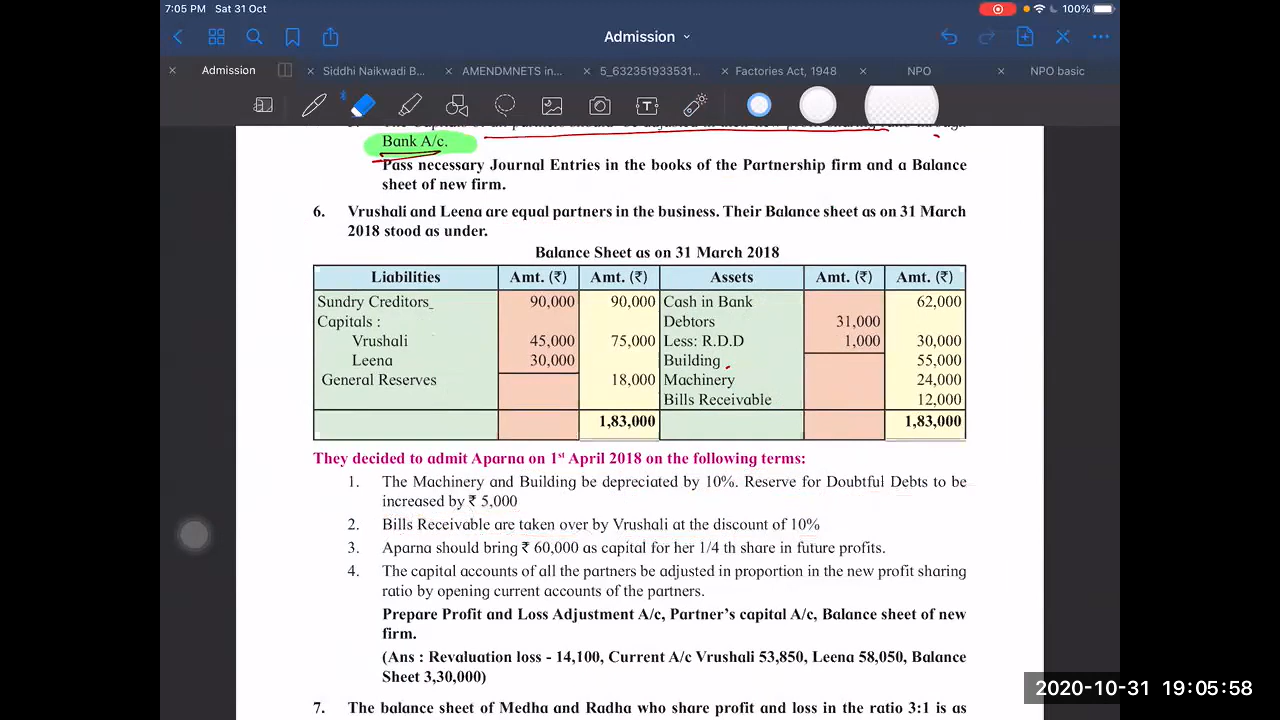 7:05 PM Sat 31 Oct
100%
Admission
Admission
Siddhi Naikwadi B...
AMENDMNETS in...
5_632351933531...
Factories Act, 1948
NPO
NPO basic
Bank A/c.
Pass necessary Journal Entries in the books of the Partnership firm and a Balance
sheet of new firm.
6. Vrushali and Leena are equal partners in the business. Their Balance sheet as on 31 March
2018 stood as under.
Balance Sheet as on 31 March 2018
Liabilities Amt. (₹) Amt. (₹) Assets Amt. (₹) Amt. (₹)
Sundry Creditors 90,000 90,000 Cash in Bank 62,000
Capitals : Debtors 31,000
Vrushali 45,000 75,000 Less: R.D.D 1,000 30,000
Leena 30,000 Building 55,000
General Reserves 18,000 Machinery 24,000
Bills Receivable 12,000
1,83,000 1,83,000
They decided to admit Aparna on 1st April 2018 on the following terms:
1. The Machinery and Building be depreciated by 10%. Reserve for Doubtful Debts to be
increased by ₹ 5,000
2. Bills Receivable are taken over by Vrushali at the discount of 10%
3. Aparna should bring ₹ 60,000 as capital for her 1/4 th share in future profits.
4. The capital accounts of all the partners be adjusted in proportion in the new profit sharing
ratio by opening current accounts of the partners.
Prepare Profit and Loss Adjustment A/c, Partner's capital A/c, Balance sheet of new
firm.
(Ans : Revaluation loss - 14,100, Current A/c Vrushali 53,850, Leena 58,050, Balance
Sheet 3,30,000)
7. The balance sheet of Medha and Radha who share profit and loss in the ratio 3:1 is as
2020-10-31 19:05:58